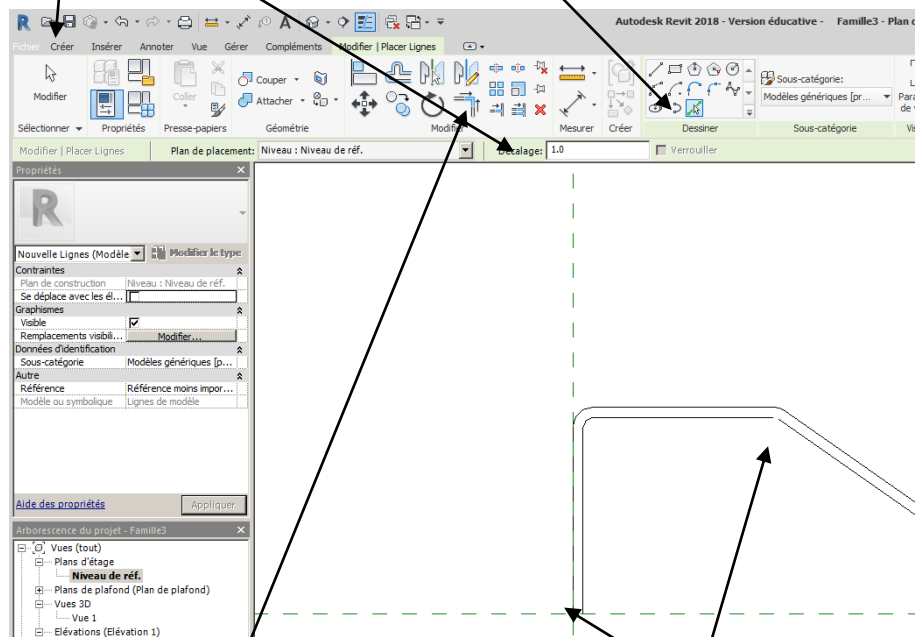 Autodesk Revit 2018 - Version éducative - Famille3 - Plan d
Fichier Créer Insérer Annoter Vue Gérer Compléments Modifier | Placer Lignes
Modifier
Coller
Couper
Attacher
Sous-catégorie:
Modèles génériques [pr...
Para
de v
Sélectionner Propriétés Presse-papiers Géométrie Modifier Mesurer Créer Dessiner Sous-catégorie
Modifier | Placer Lignes Plan de placement: Niveau : Niveau de réf. Décalage: 1.0 Verrouiller
Propriétés
R
Nouvelle Lignes (Modèle Modifier le type
Contraintes
Plan de construction Niveau : Niveau de réf.
Se déplace avec les él...
Graphismes
Visible
Remplacements visibili... Modifier...
Données d'identification
Sous-catégorie Modèles génériques [p...
Autre
Référence Référence moins impor...
Modèle ou symbolique Lignes de modèle
Aide des propriétés Appliquer
Arborescence du projet - Famille3
Vues (tout)
Plans d'étage
Niveau de réf.
Plans de plafond (Plan de plafond)
Vues 3D
Vue 1
Elévations (Elévation 1)